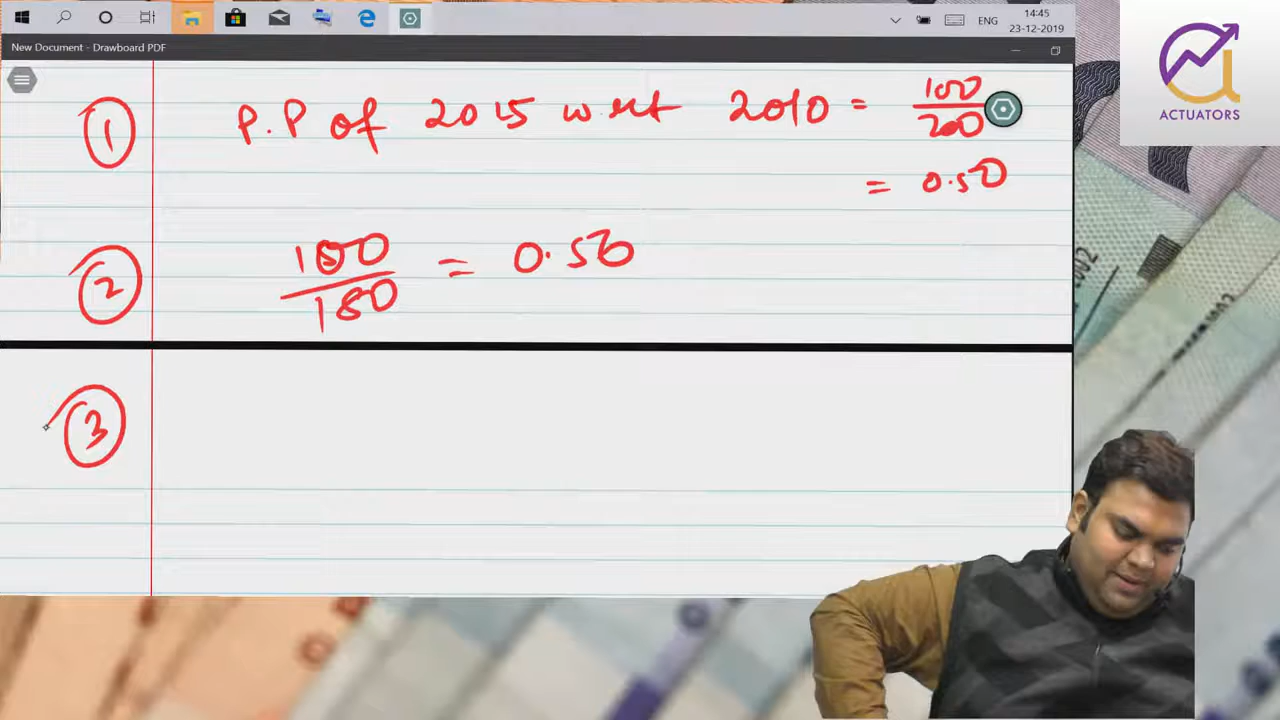 14:45
ENG
23-12-2019
New Document - Drawboard PDF
ACTUATORS
1 P.P of 2015 w.r.t 2010 = 100/200
= 0.50
2 100/180 = 0.56
3